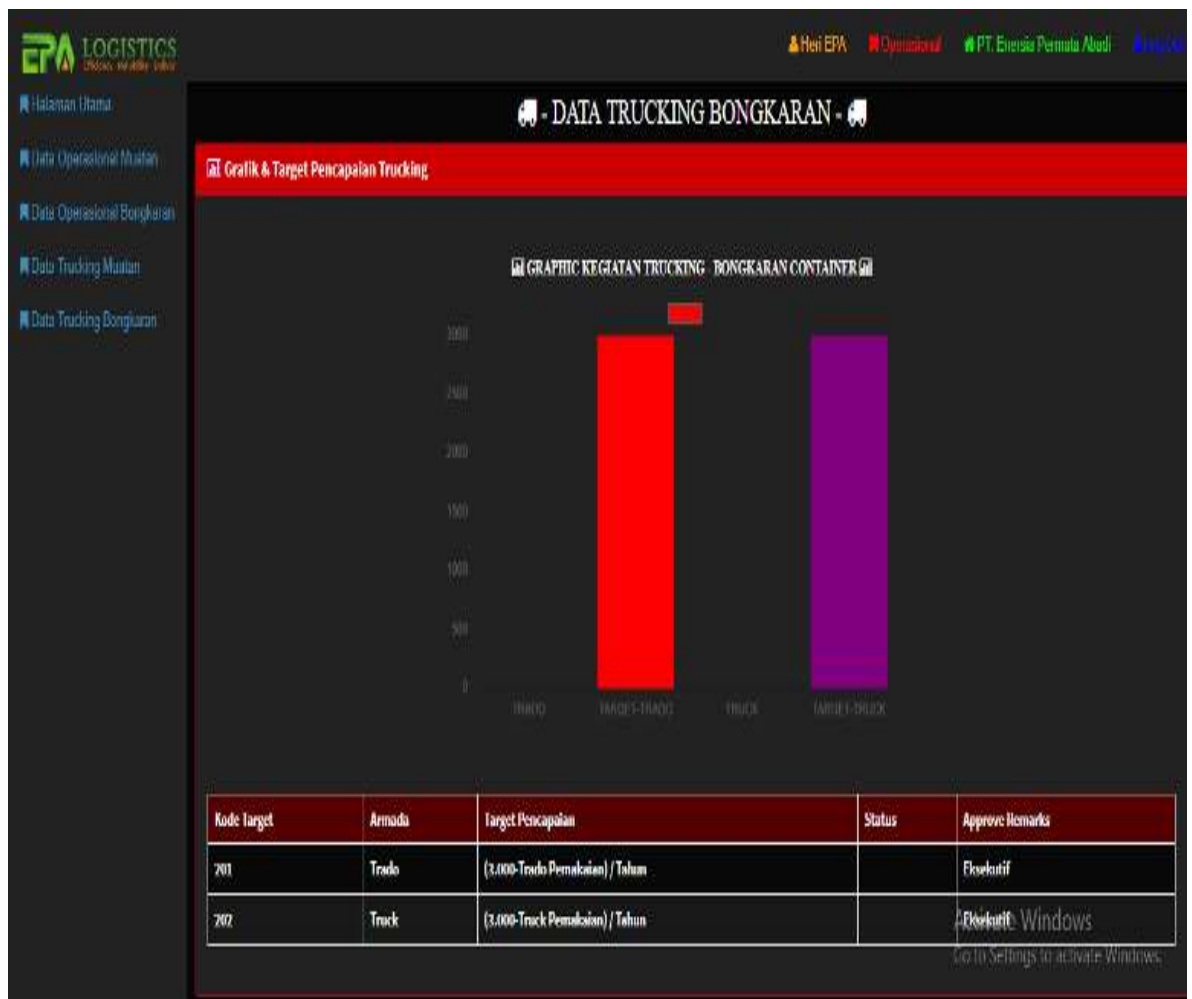 EPA LOGISTICS
Heri EPA
Operasional
PT. Enersia Permata Abadi
Halaman Utama
- DATA TRUCKING BONGKARAN -
Data Operasional Muatan
Grafik & Target Pencapaian Trucking
Data Operasional Bongkaran
Data Trucking Muatan
GRAPHIC KEGIATAN TRUCKING BONGKARAN CONTAINER
Data Trucking Bongkaran
3000
2500
2000
1500
1000
500
0
TRADO TARGET-TRADO TRUCK TARGET-TRUCK
Kode Target Armada Target Pencapaian Status Approve Remarks
201 Trado (3.000-Trado Pemakaian) / Tahun Eksekutif
202 Truck (3.000-Truck Pemakaian) / Tahun Eksekutif
Activate Windows
Go to Settings to activate Windows.